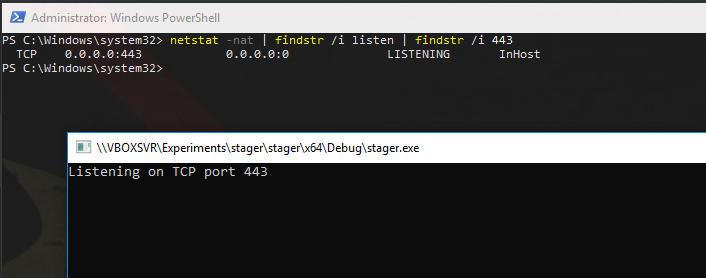 Administrator: Windows PowerShell
PS C:\Windows\system32> netstat -nat | findstr /i listen | findstr /i 443
  TCP    0.0.0.0:443            0.0.0.0:0              LISTENING       InHost
PS C:\Windows\system32>
\\VBOXSVR\Experiments\stager\stager\x64\Debug\stager.exe
Listening on TCP port 443